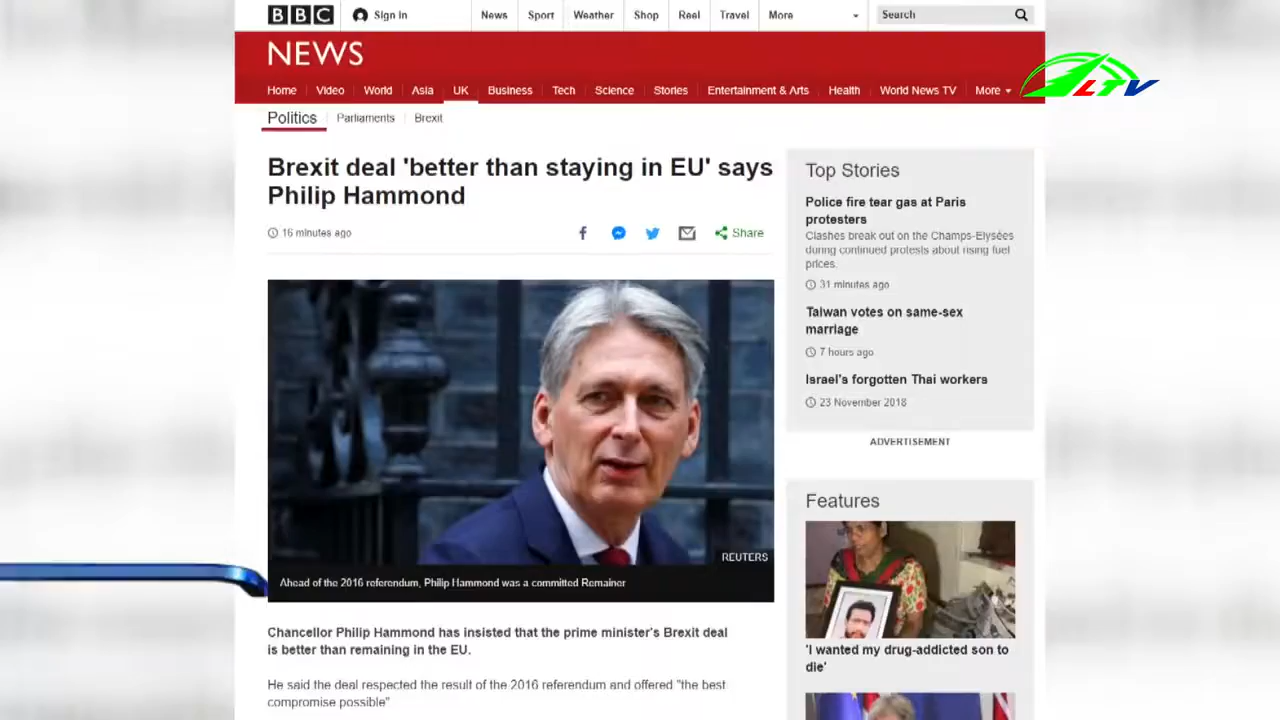 BBC
Sign in
News
Sport
Weather
Shop
Reel
Travel
More
Search
NEWS
Home
Video
World
Asia
UK
Business
Tech
Science
Stories
Entertainment & Arts
Health
World News TV
More
LTV
Politics
Parliaments
Brexit
Brexit deal 'better than staying in EU' says
Philip Hammond
16 minutes ago
Share
REUTERS
Ahead of the 2016 referendum, Philip Hammond was a committed Remainer
Chancellor Philip Hammond has insisted that the prime minister's Brexit deal
is better than remaining in the EU.
He said the deal respected the result of the 2016 referendum and offered "the best
compromise possible"
Top Stories
Police fire tear gas at Paris
protesters
Clashes break out on the Champs-Elysées
during continued protests about rising fuel
prices.
31 minutes ago
Taiwan votes on same-sex
marriage
7 hours ago
Israel's forgotten Thai workers
23 November 2018
ADVERTISEMENT
Features
'I wanted my drug-addicted son to
die'